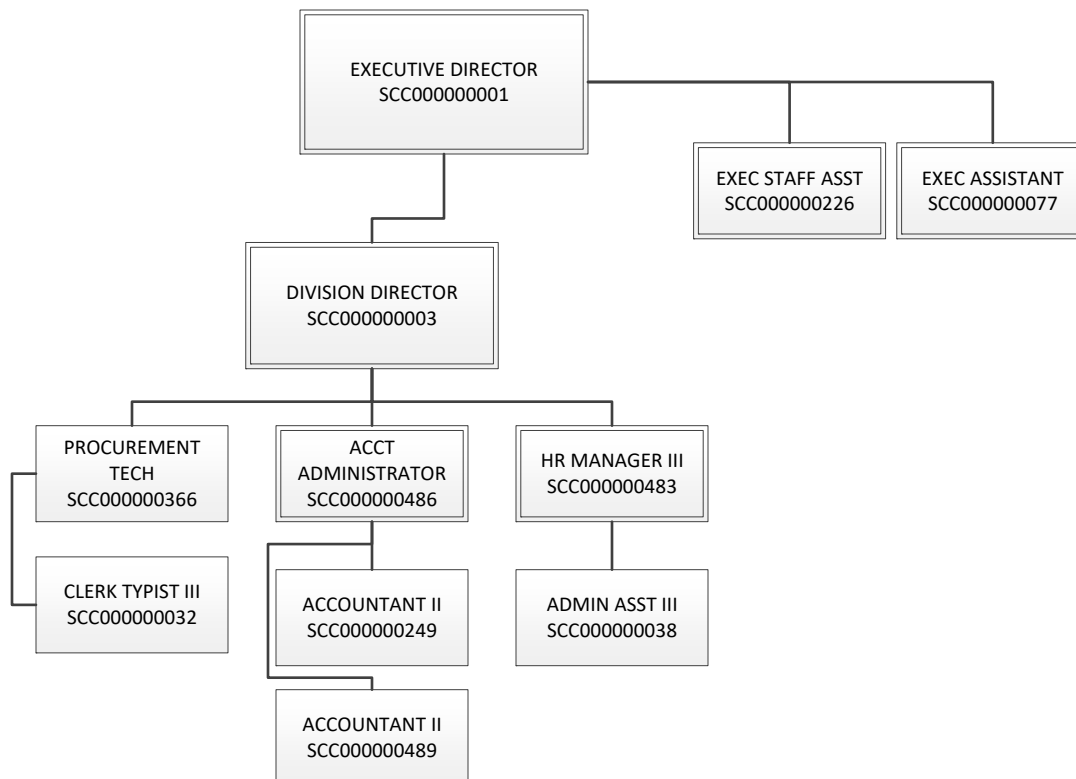 EXECUTIVE DIRECTOR
SCC000000001
EXEC STAFF ASST
SCC000000226
EXEC ASSISTANT
SCC000000077
DIVISION DIRECTOR
SCC000000003
PROCUREMENT
TECH
SCC000000366
ACCT
ADMINISTRATOR
SCC000000486
HR MANAGER III
SCC000000483
CLERK TYPIST III
SCC000000032
ACCOUNTANT II
SCC000000249
ADMIN ASST III
SCC000000038
ACCOUNTANT II
SCC000000489